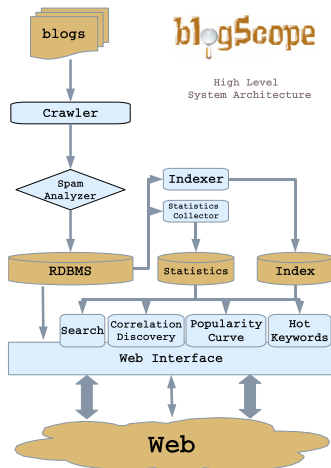 blogs
blogScope
High Level
System Architecture
Crawler
Spam
Analyzer
Indexer
Statistics
Collector
RDBMS
Statistics
Index
Search
Correlation
Discovery
Popularity
Curve
Hot
Keywords
Web Interface
Web